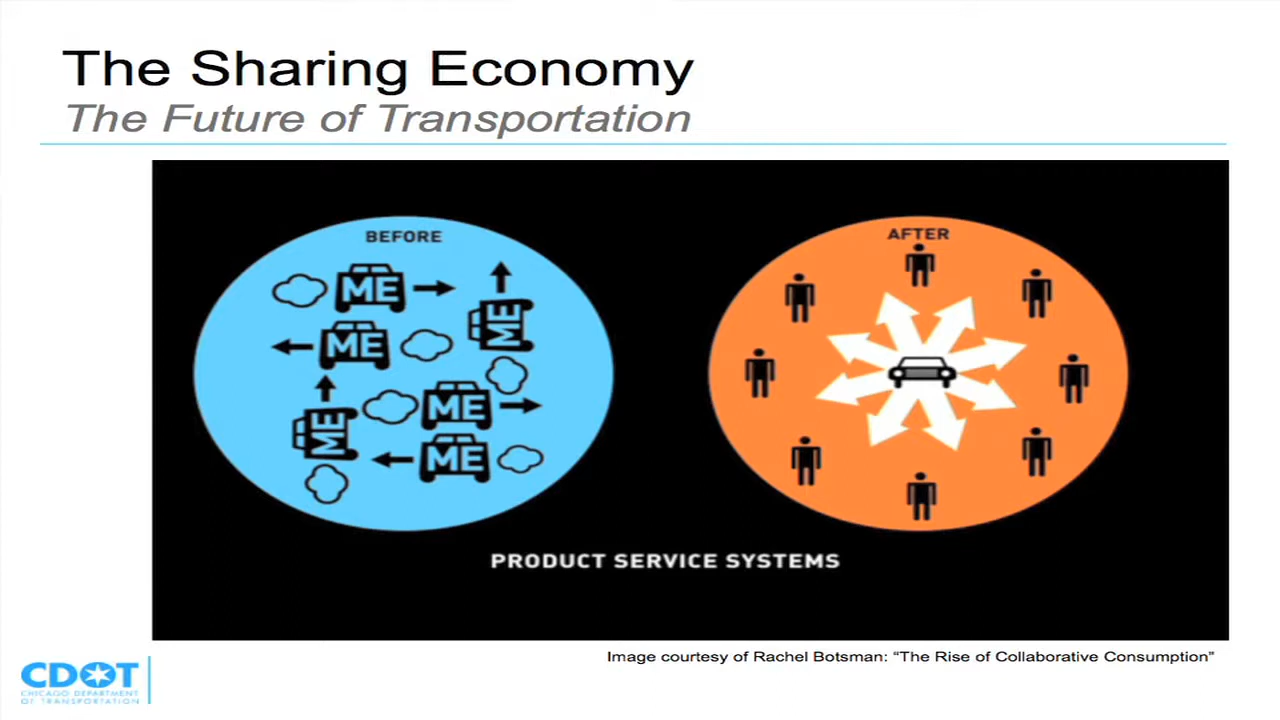 The Sharing Economy
The Future of Transportation
BEFORE
ME
ME
ME
ME
ME
ME
AFTER
PRODUCT SERVICE SYSTEMS
Image courtesy of Rachel Botsman: “The Rise of Collaborative Consumption”
CDOT
CHICAGO DEPARTMENT
OF TRANSPORTATION